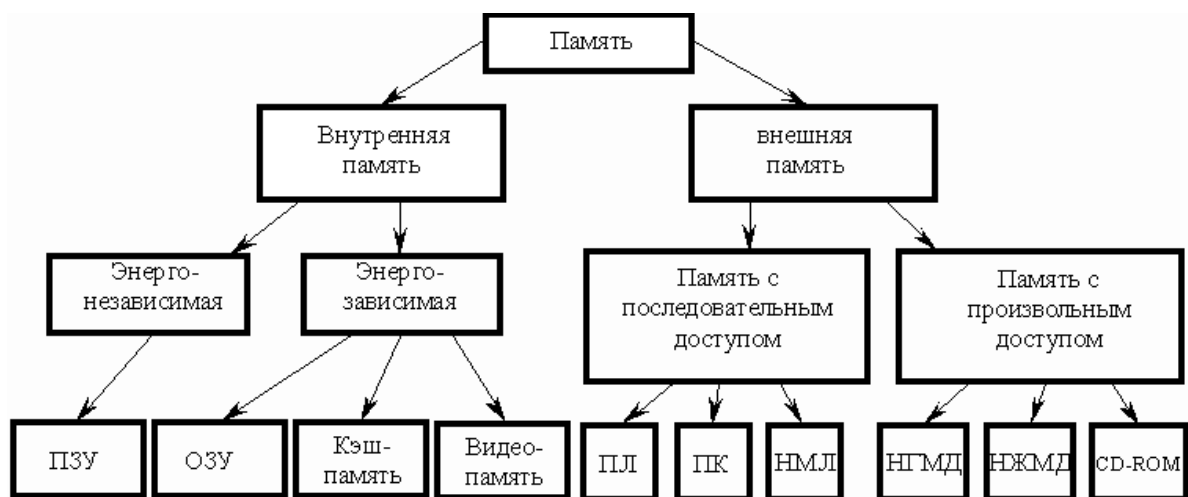 Память
Внутренняя
память
внешняя
память
Энерго-
независимая
Энерго-
зависимая
Память с
последовательным
доступом
Память с
произвольным
доступом
ПЗУ
ОЗУ
Кэш-
память
Видео-
память
ПЛ
ПК
НМЛ
НГМД
НЖМД
CD-ROM